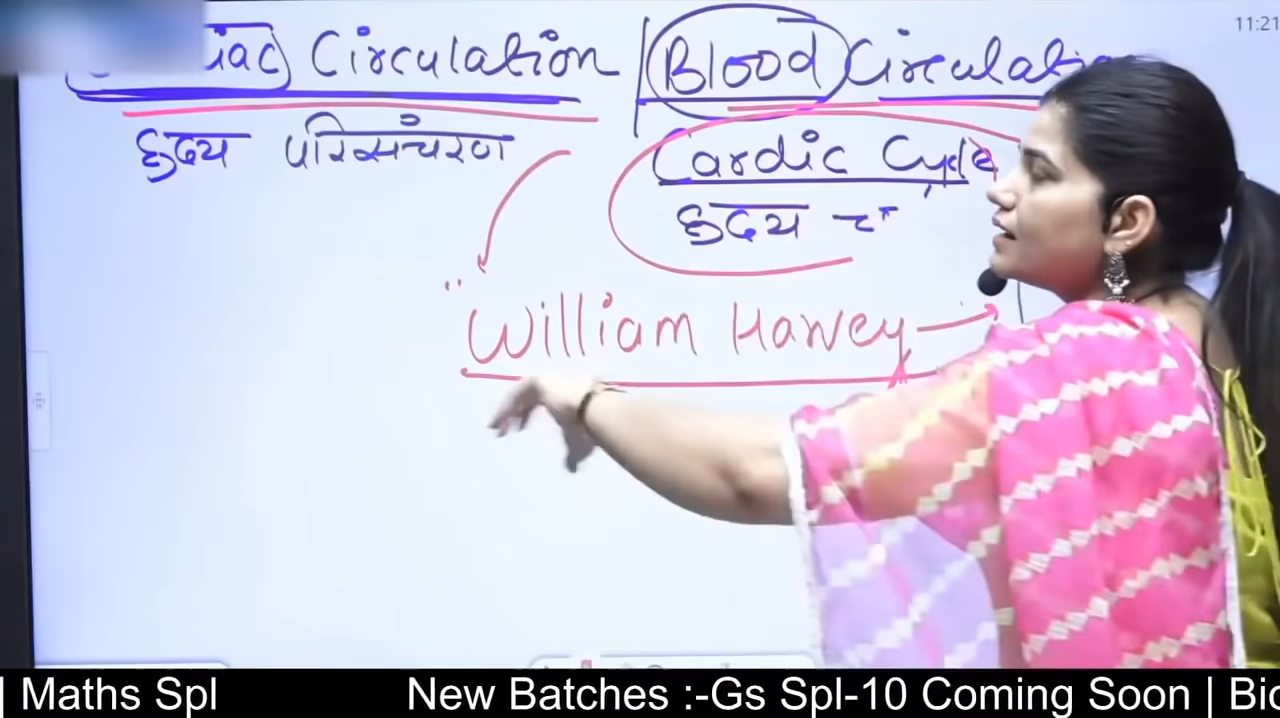 Circulation | Blood Circulati
हृदय परिसंचरण
Cardic Cycle
हृदय च
William Harvey
11:21
| Maths Spl New Batches :-Gs Spl-10 Coming Soon | Bio